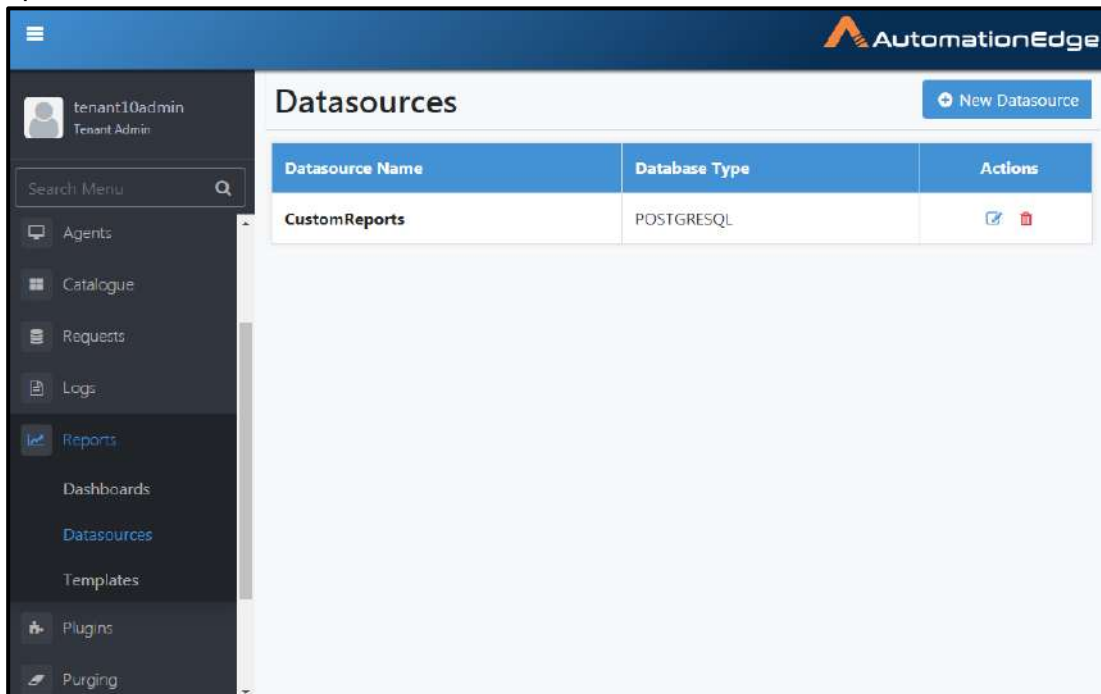 AutomationEdge
tenant10admin
Tenant Admin
Search Menu
Agents
Catalogue
Requests
Logs
Reports
Dashboards
Datasources
Templates
Plugins
Purging
Datasources
New Datasource
Datasource Name Database Type Actions
CustomReports POSTGRESQL